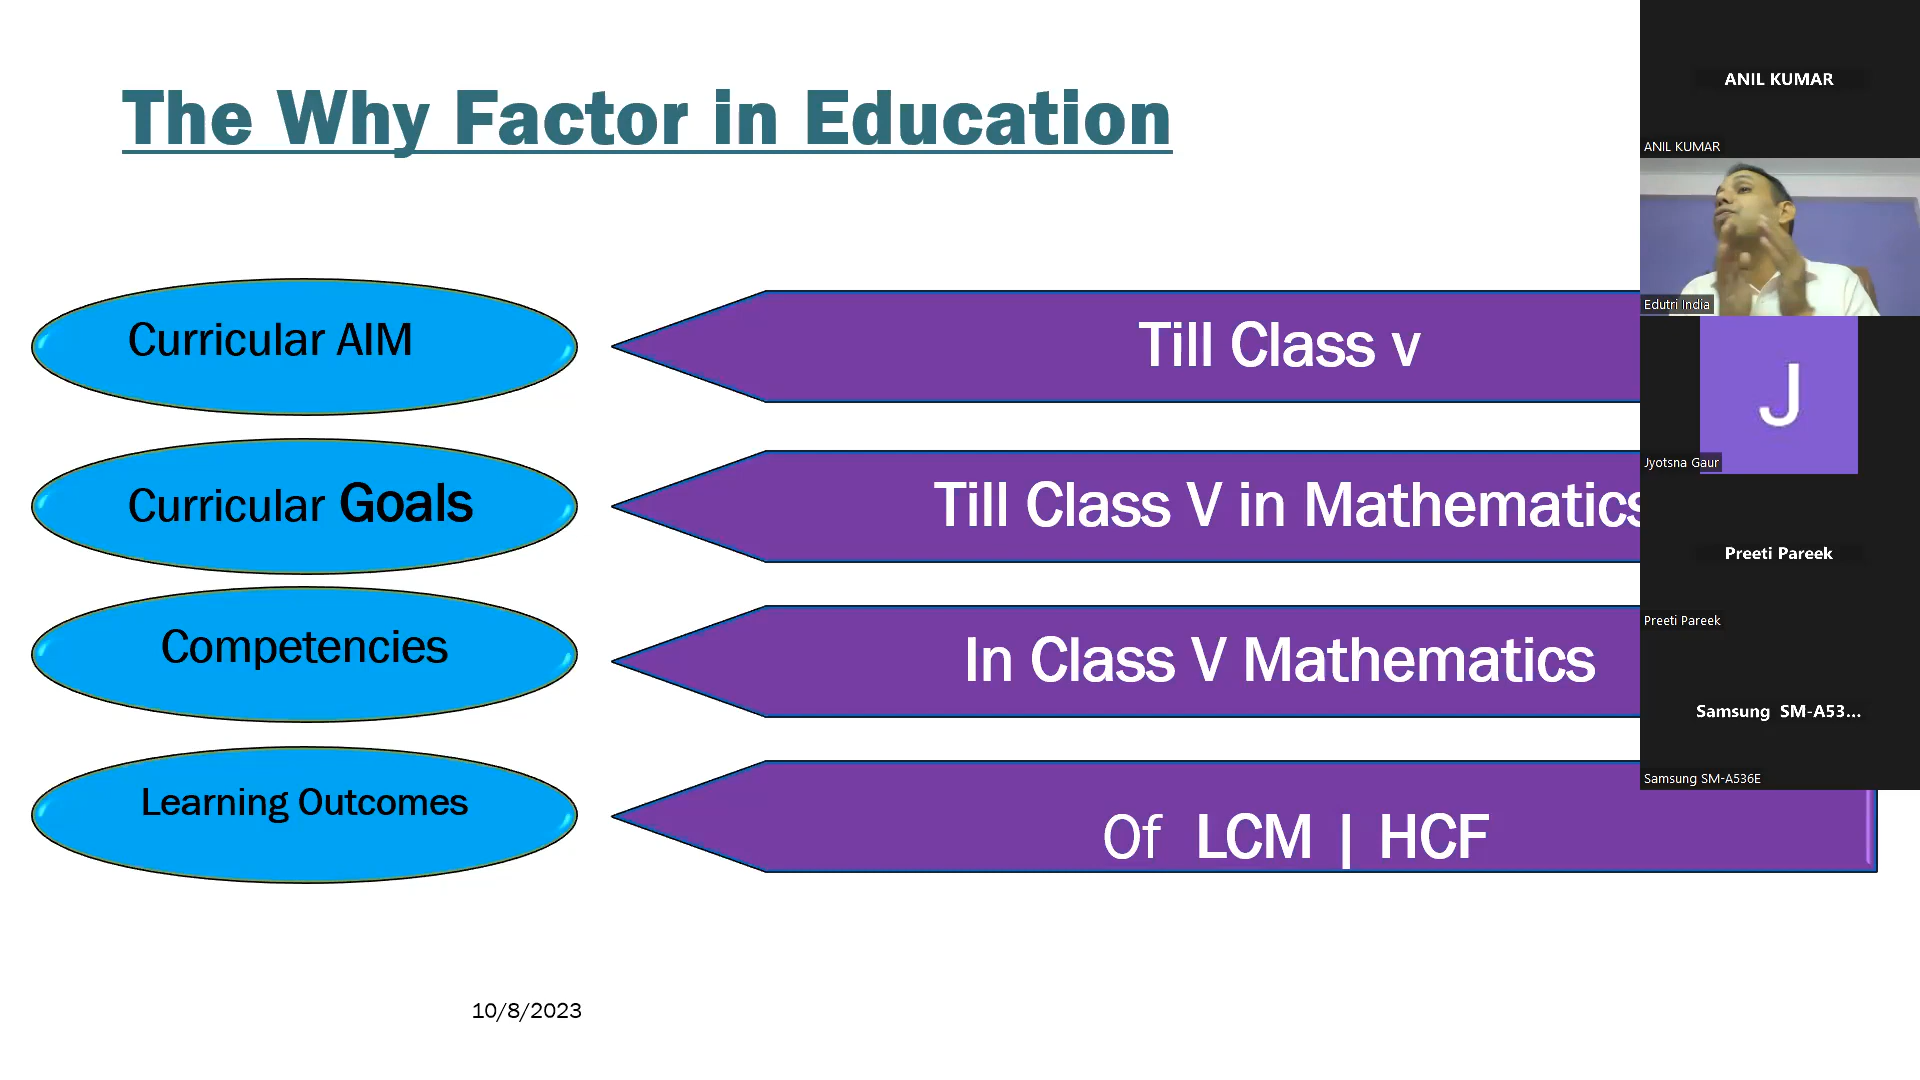 The Why Factor in Education
Curricular AIM
Till Class v
Curricular Goals
Till Class V in Mathematics
Competencies
In Class V Mathematics
Learning Outcomes
Of LCM | HCF
10/8/2023
ANIL KUMAR
ANIL KUMAR
Edutri India
J
Jyotsna Gaur
Preeti Pareek
Preeti Pareek
Samsung SM-A53...
Samsung SM-A536E